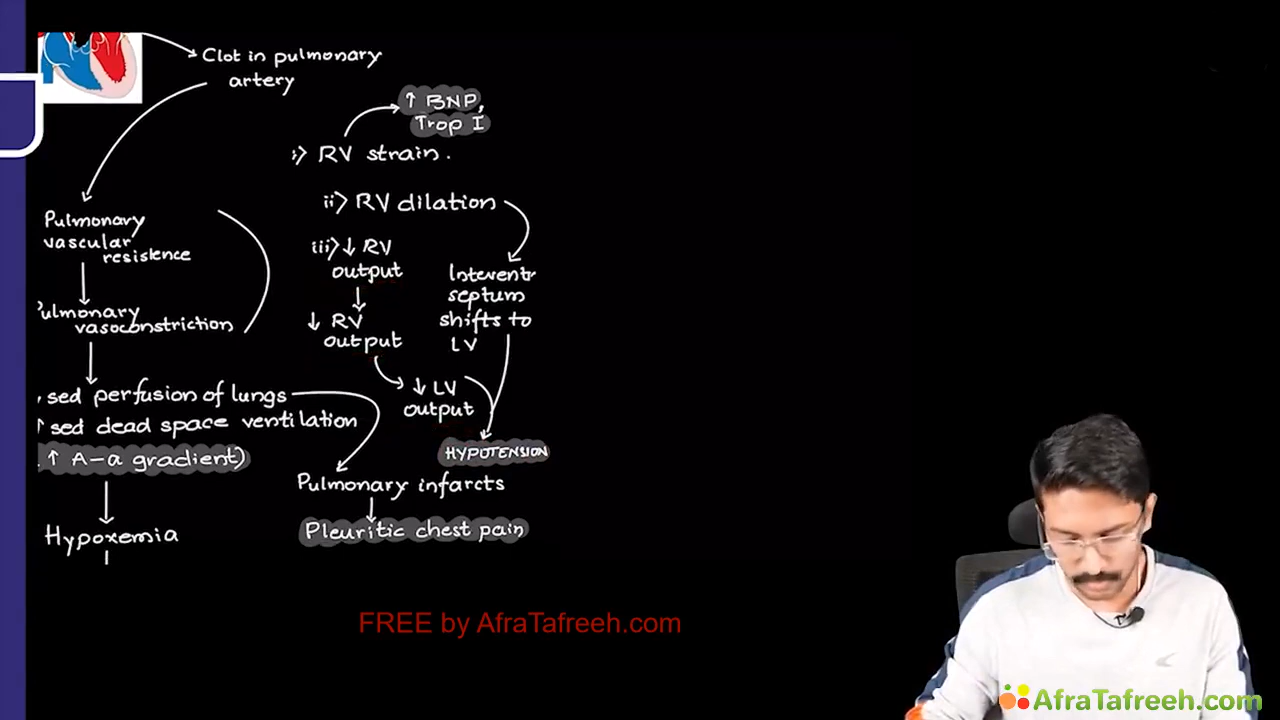 Clot in pulmonary
artery
↑ BNP,
Trop I
i) RV strain.
ii) RV dilation
Pulmonary
vascular
resistence
iii) ↓ RV
output
Intevent
septum
shifts to
LV
Pulmonary
vasoconstriction
↓ RV
output
↓ LV
output
sed perfusion of lungs
↑ sed dead space ventilation
↑ A-a gradient)
HYPOTENSION
Pulmonary infarcts
Pleuritic chest pain
Hypoxemia
FREE by AfraTafreeh.com
AfraTafreeh.com